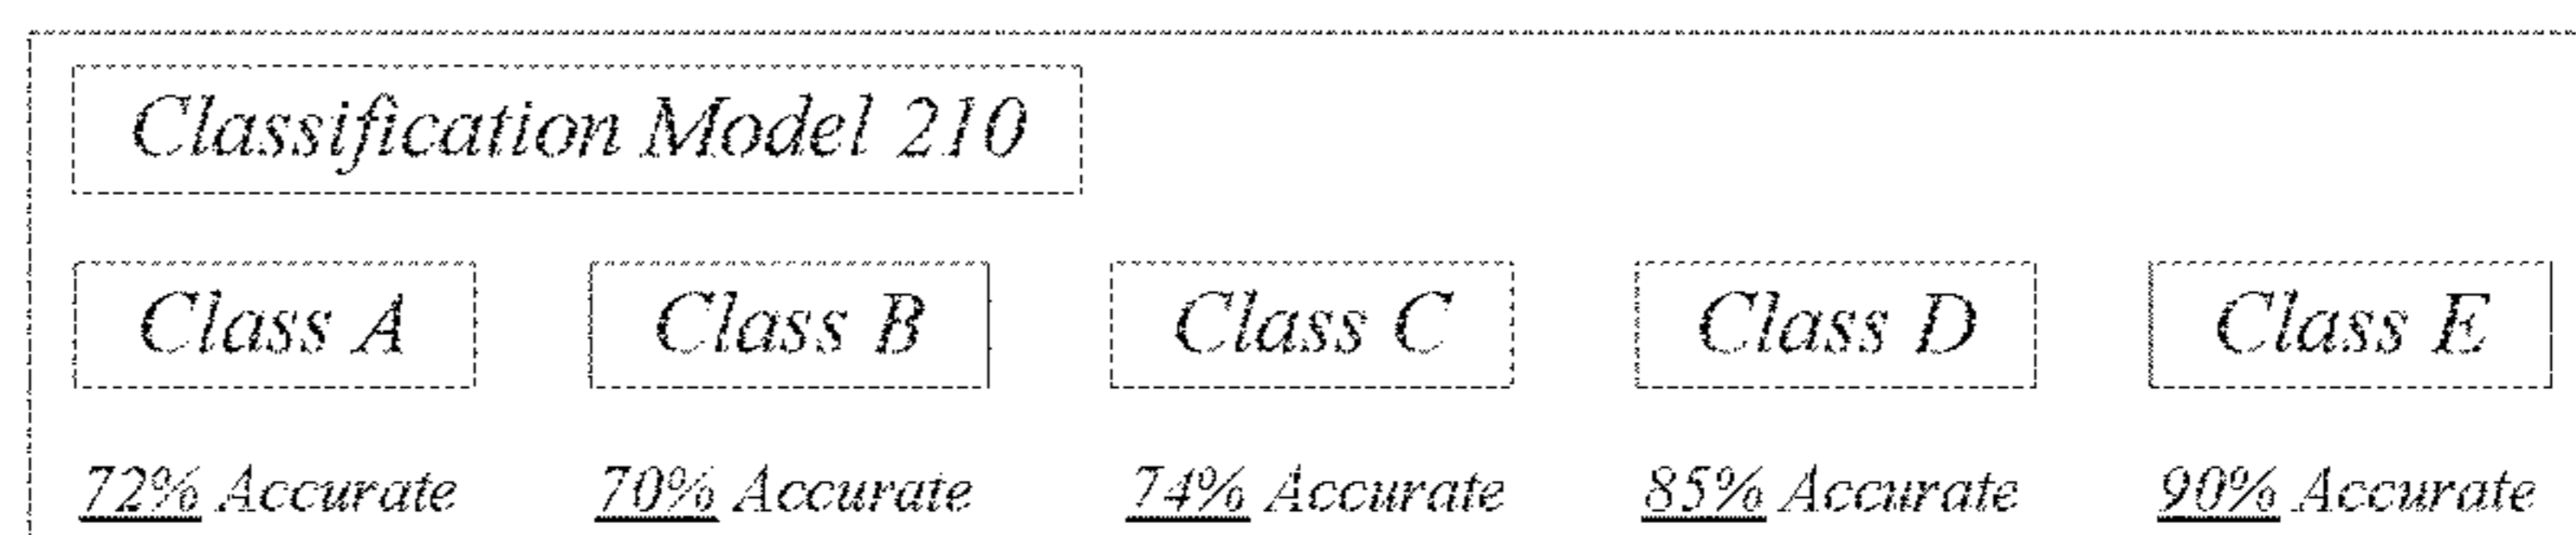 Classification Model 210
Class A Class B Class C Class D Class E
72% Accurate 70% Accurate 74% Accurate 85% Accurate 90% Accurate